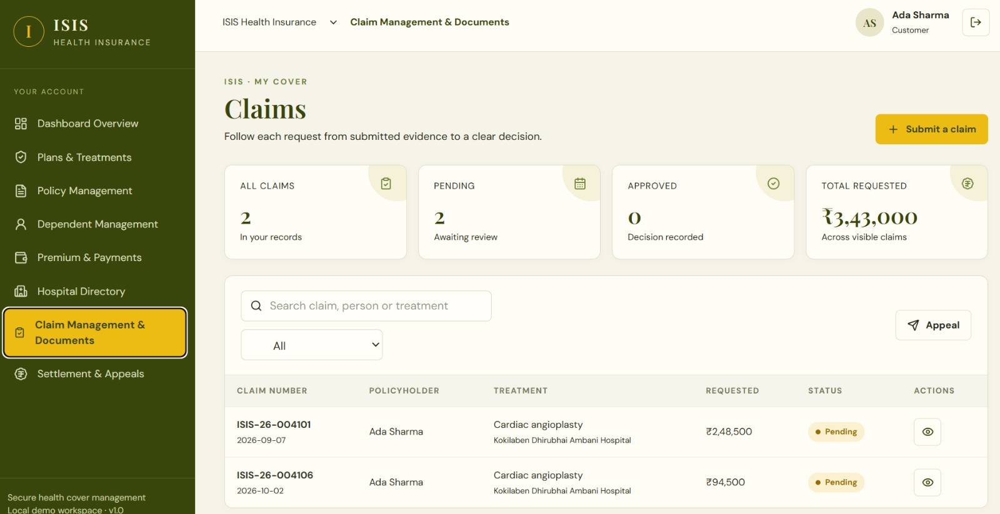 I
ISIS
HEALTH INSURANCE
YOUR ACCOUNT
Dashboard Overview
Plans & Treatments
Policy Management
Dependent Management
Premium & Payments
Hospital Directory
Claim Management &
Documents
Settlement & Appeals
Secure health cover management
Local demo workspace · v1.0
ISIS Health Insurance
Claim Management & Documents
AS
Ada Sharma
Customer
ISIS · MY COVER
Claims
Follow each request from submitted evidence to a clear decision.
Submit a claim
ALL CLAIMS
2
In your records
PENDING
2
Awaiting review
APPROVED
0
Decision recorded
TOTAL REQUESTED
₹3,43,000
Across visible claims
Search claim, person or treatment
All
Appeal
CLAIM NUMBER POLICYHOLDER TREATMENT REQUESTED STATUS ACTIONS
ISIS-26-004101
2026-09-07
Ada Sharma
Cardiac angioplasty
Kokilaben Dhirubhai Ambani Hospital
₹2,48,500
Pending
ISIS-26-004106
2026-10-02
Ada Sharma
Cardiac angioplasty
Kokilaben Dhirubhai Ambani Hospital
₹94,500
Pending